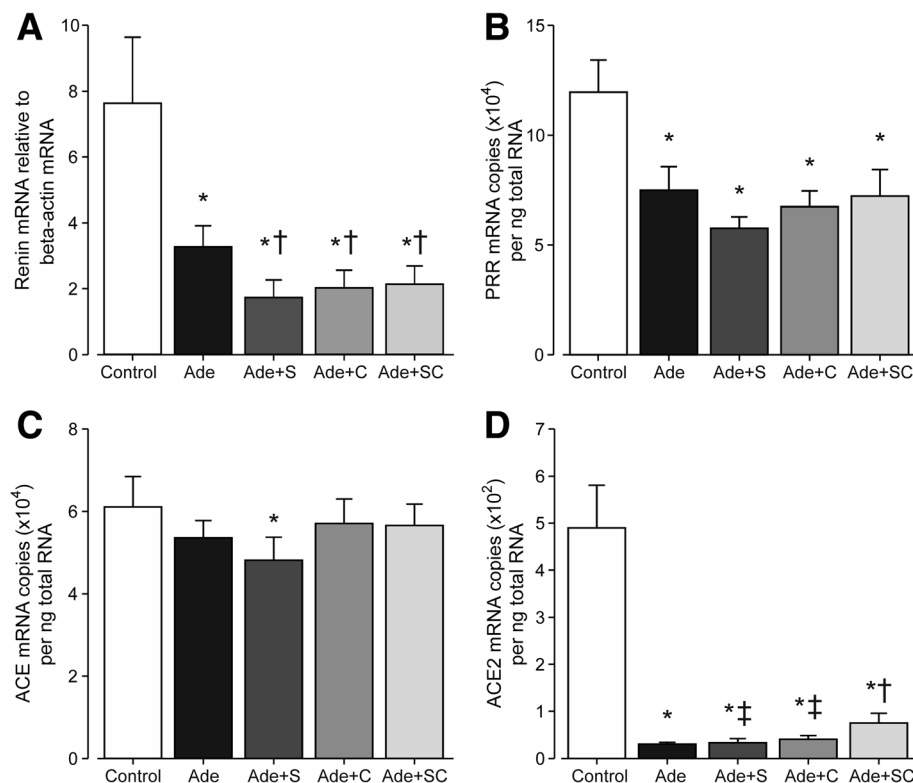 A
Renin mRNA relative to
beta-actin mRNA
10
8
6
4
2
0
*
*†
*†
*†
Control Ade Ade+S Ade+C Ade+SC
B
PRR mRNA copies (x10⁴)
per ng total RNA
15
10
5
0
*
*
*
*
Control Ade Ade+S Ade+C Ade+SC
C
ACE mRNA copies (x10⁴)
per ng total RNA
8
6
4
2
0
*
Control Ade Ade+S Ade+C Ade+SC
D
ACE2 mRNA copies (x10²)
per ng total RNA
7
6
5
4
3
2
1
0
*
*‡
*‡
*†
Control Ade Ade+S Ade+C Ade+SC